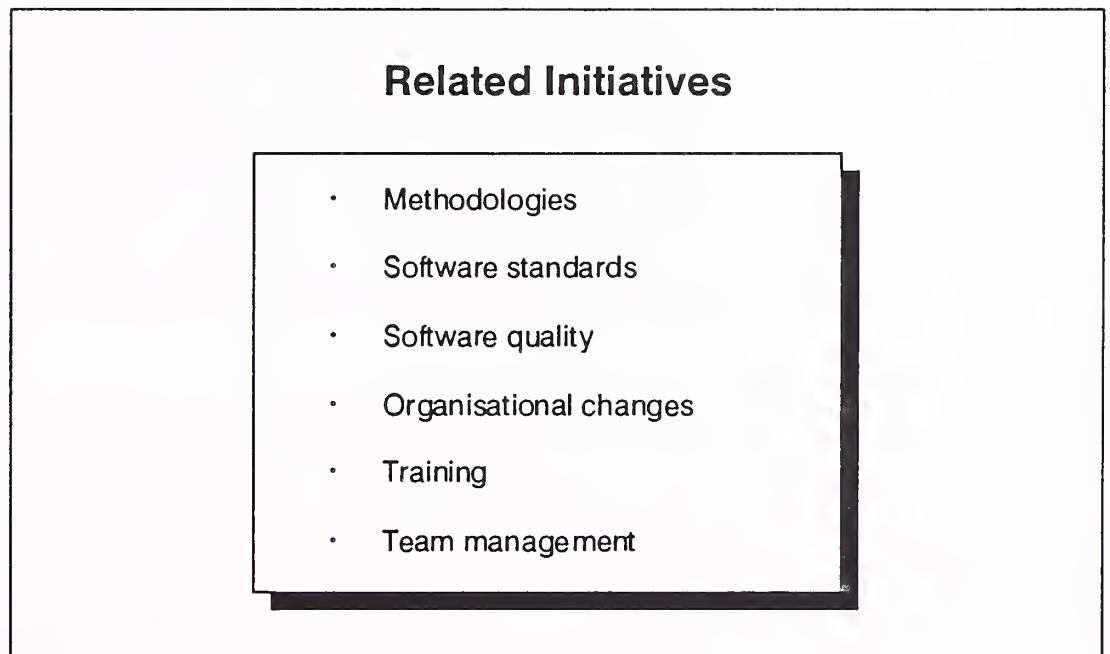 Related Initiatives
· Methodologies
· Software standards
· Software quality
· Organisational changes
· Training
· Team management